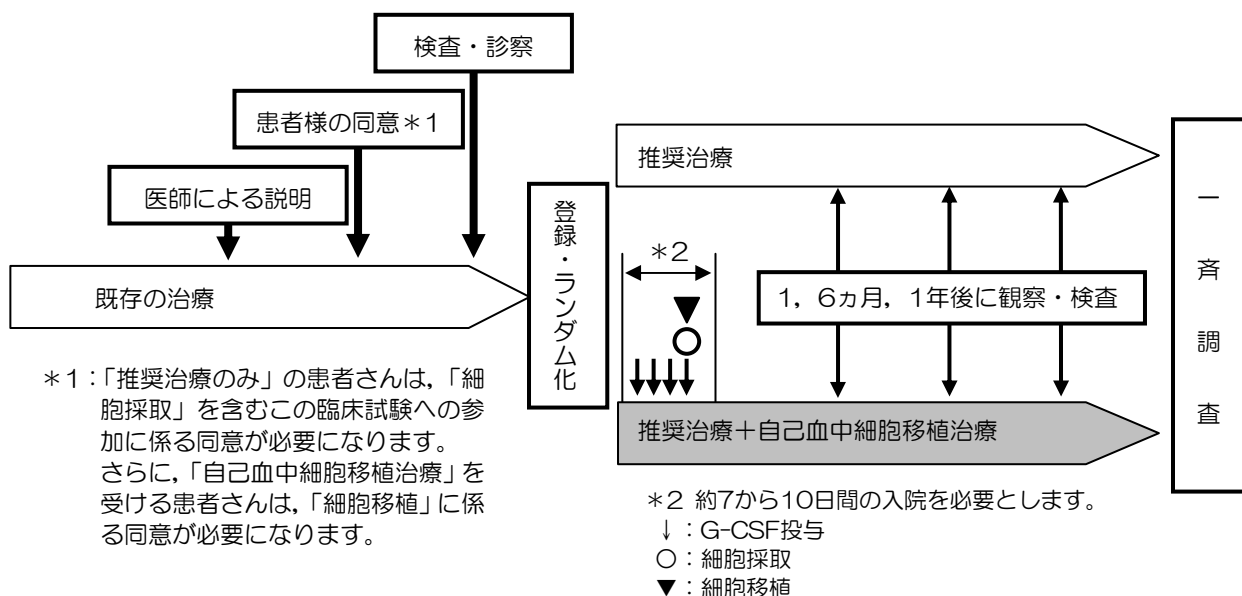 検査・診察
患者様の同意＊1
医師による説明
既存の治療
登録・ランダム化
推奨治療
＊2
1，6ヵ月，1年後に観察・検査
推奨治療＋自己血中細胞移植治療
一斉調査
＊1：「推奨治療のみ」の患者さんは，「細
胞採取」を含むこの臨床試験への参
加に係る同意が必要になります。
さらに，「自己血中細胞移植治療」を
受ける患者さんは，「細胞移植」に係
る同意が必要になります。
＊2 約7から10日間の入院を必要とします。
↓：G-CSF投与
○：細胞採取
▼：細胞移植